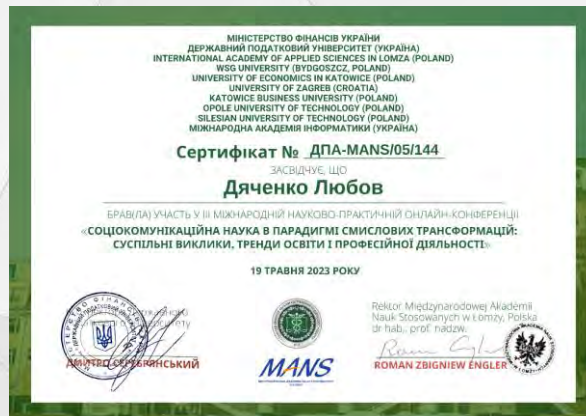 МІНІСТЕРСТВО ФІНАНСІВ УКРАЇНИ
ДЕРЖАВНИЙ ПОДАТКОВИЙ УНІВЕРСИТЕТ (УКРАЇНА)
INTERNATIONAL ACADEMY OF APPLIED SCIENCES IN LOMZA (POLAND)
WSG UNIVERSITY (BYDGOSZCZ, POLAND)
UNIVERSITY OF ECONOMICS IN KATOWICE (POLAND)
UNIVERSITY OF ZAGREB (CROATIA)
KATOWICE BUSINESS UNIVERSITY (POLAND)
OPOLE UNIVERSITY OF TECHNOLOGY (POLAND)
SILESIAN UNIVERSITY OF TECHNOLOGY (POLAND)
МІЖНАРОДНА АКАДЕМІЯ ІНФОРМАТИКИ (УКРАЇНА)
Сертифікат № ДПА-MANS/05/144
ЗАСВІДЧУЄ, ЩО
Дяченко Любов
БРАВ(ЛА) УЧАСТЬ У ІІІ МІЖНАРОДНІЙ НАУКОВО-ПРАКТИЧНІЙ ОНЛАЙН-КОНФЕРЕНЦІЇ
«СОЦІОКОМУНІКАЦІЙНА НАУКА В ПАРАДИГМІ СМИСЛОВИХ ТРАНСФОРМАЦІЙ:
СУСПІЛЬНІ ВИКЛИКИ, ТРЕНДИ ОСВІТИ І ПРОФЕСІЙНОЇ ДІЯЛЬНОСТІ»
19 ТРАВНЯ 2023 РОКУ
ДМИТРО СЕРЕБРЯНСЬКИЙ
MANS
Rektor Międzynarodowej Akademii
Nauk Stosowanych w Łomży, Polska
dr hab., prof. nadzw.
ROMAN ZBIGNIEW ENGLER